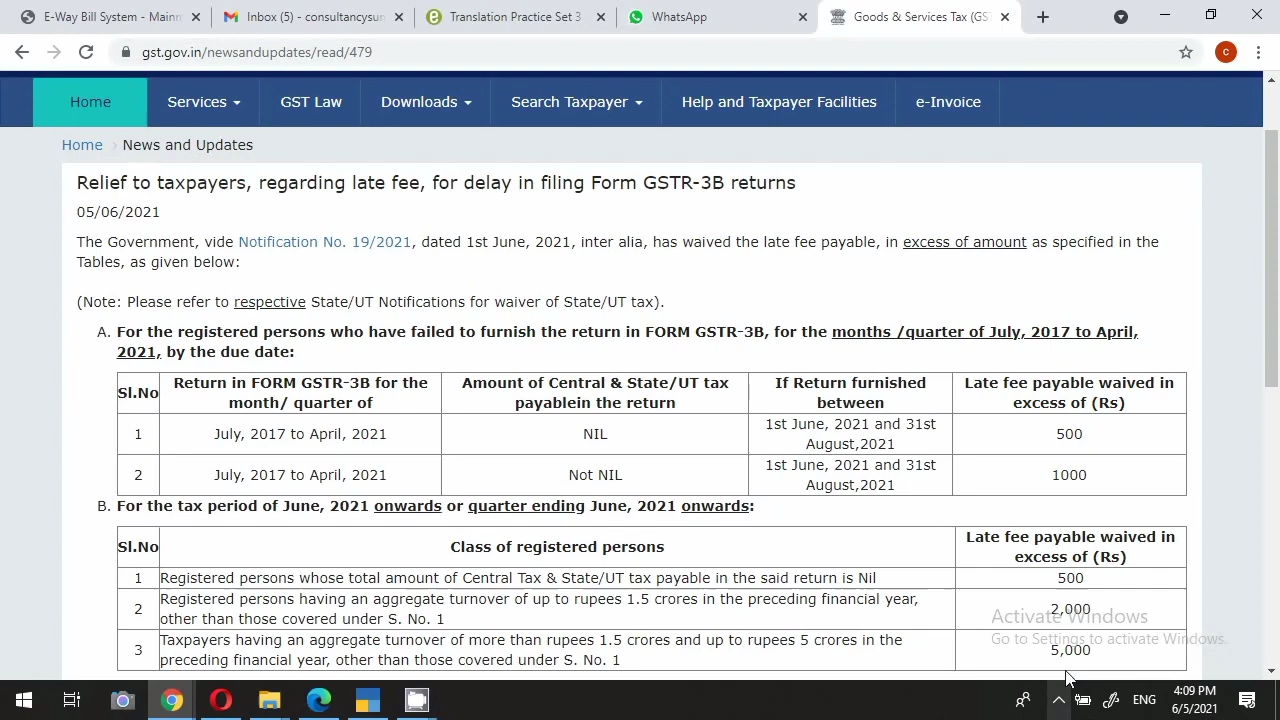 E-Way Bill System - Mainm
Inbox (5) - consultancysun
Translation Practice Set 3
WhatsApp
Goods & Services Tax (GST
gst.gov.in/newsandupdates/read/479
C
Home
Services
GST Law
Downloads
Search Taxpayer
Help and Taxpayer Facilities
e-Invoice
Home > News and Updates
Relief to taxpayers, regarding late fee, for delay in filing Form GSTR-3B returns
05/06/2021
The Government, vide Notification No. 19/2021, dated 1st June, 2021, inter alia, has waived the late fee payable, in excess of amount as specified in the
Tables, as given below:
(Note: Please refer to respective State/UT Notifications for waiver of State/UT tax).
A. For the registered persons who have failed to furnish the return in FORM GSTR-3B, for the months /quarter of July, 2017 to April,
2021, by the due date:
Sl.No
Return in FORM GSTR-3B for the
month/ quarter of
Amount of Central & State/UT tax
payablein the return
If Return furnished
between
Late fee payable waived in
excess of (Rs)
1
July, 2017 to April, 2021
NIL
1st June, 2021 and 31st
August,2021
500
2
July, 2017 to April, 2021
Not NIL
1st June, 2021 and 31st
August,2021
1000
B. For the tax period of June, 2021 onwards or quarter ending June, 2021 onwards:
Sl.No
Class of registered persons
Late fee payable waived in
excess of (Rs)
1
Registered persons whose total amount of Central Tax & State/UT tax payable in the said return is Nil
500
2
Registered persons having an aggregate turnover of up to rupees 1.5 crores in the preceding financial year,
other than those covered under S. No. 1
2,000
3
Taxpayers having an aggregate turnover of more than rupees 1.5 crores and up to rupees 5 crores in the
preceding financial year, other than those covered under S. No. 1
5,000
Activate Windows
Go to Settings to activate Windows.
ENG
4:09 PM
6/5/2021